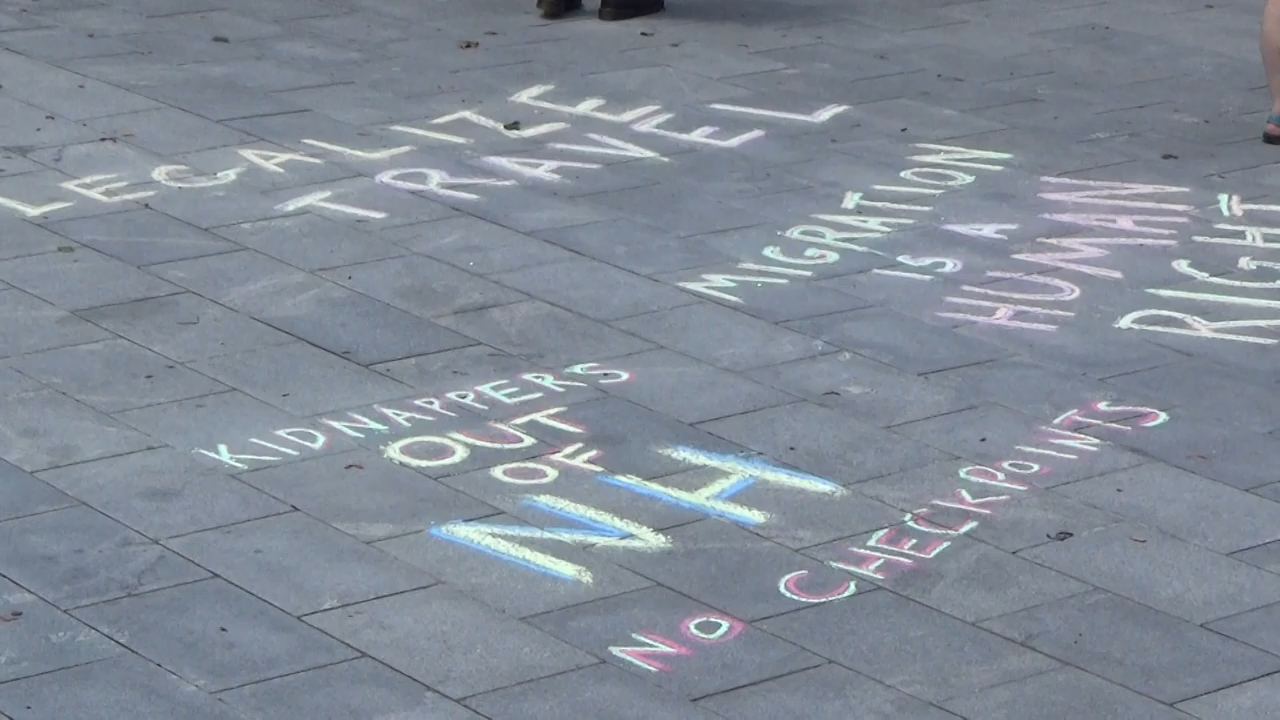 LEGALIZE
TRAVEL
MIGRATION
IS A
HUMAN
RIGHT
KIDNAPPERS
OUT
OF
NH
NO CHECKPOINTS